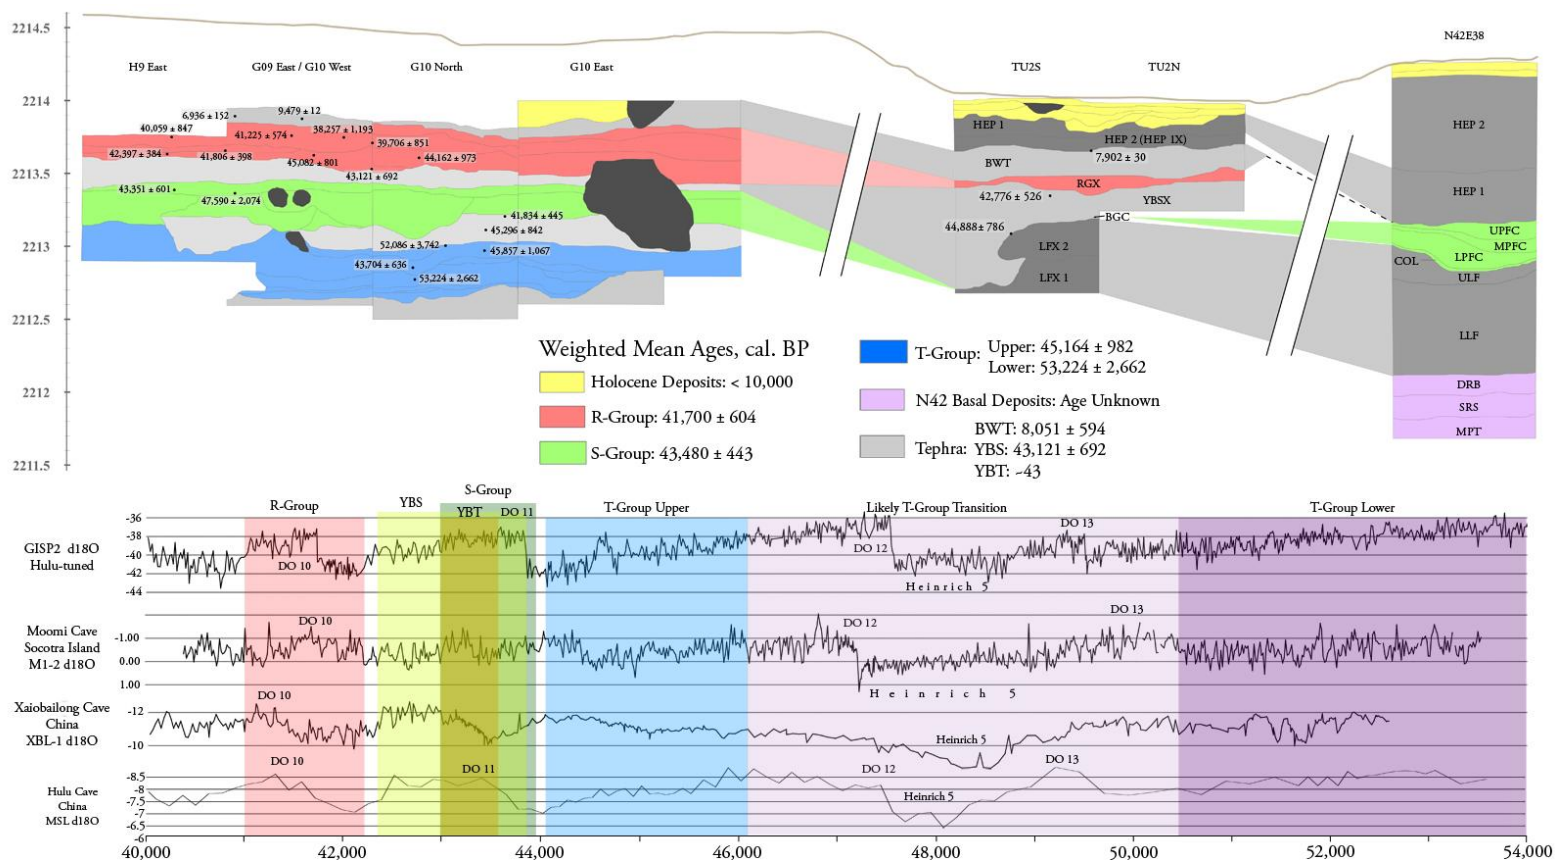 2214.5
2214
2213.5
2213
2212.5
2212
2211.5
H9 East
G09 East / G10 West
G10 North
G10 East
TU2S
TU2N
N42E38
6,936 ± 152
9,479 ± 12
40,059 ± 847
41,225 ± 574
38,257 ± 1,193
39,706 ± 851
42,397 ± 384
41,806 ± 398
45,082 ± 801
44,162 ± 973
43,121 ± 692
43,351 ± 601
47,590 ± 2,074
41,834 ± 445
45,296 ± 842
52,086 ± 3,742
45,857 ± 1,067
43,704 ± 636
53,224 ± 2,662
HEP 1
HEP 2 (HEP IX)
BWT
7,902 ± 30
RGX
42,776 ± 526
YBSX
BGC
44,888± 786
LFX 2
LFX 1
HEP 2
HEP 1
UPFC
MPFC
LPFC
COL
ULF
LLF
DRB
SRS
MPT
Weighted Mean Ages, cal. BP
Holocene Deposits: < 10,000
R-Group: 41,700 ± 604
S-Group: 43,480 ± 443
T-Group:
Upper: 45,164 ± 982
Lower: 53,224 ± 2,662
N42 Basal Deposits: Age Unknown
Tephra:
BWT: 8,051 ± 594
YBS: 43,121 ± 692
YBT: ~43
R-Group
YBS
S-Group
YBT
DO 11
T-Group Upper
Likely T-Group Transition
T-Group Lower
GISP2 d18O
Hulu-tuned
-36
-38
-40
-42
-44
DO 10
DO 12
DO 13
Heinrich 5
Moomi Cave
Socotra Island
M1-2 d18O
-1.00
0.00
1.00
DO 10
DO 12
DO 13
Heinrich 5
Xaiobailong Cave
China
XBL-1 d18O
-12
-10
DO 10
Heinrich 5
Hulu Cave
China
MSL d18O
-8.5
-8
-7.5
-7
-6.5
-6
DO 10
DO 11
DO 12
DO 13
Heinrich 5
40,000
42,000
44,000
46,000
48,000
50,000
52,000
54,000